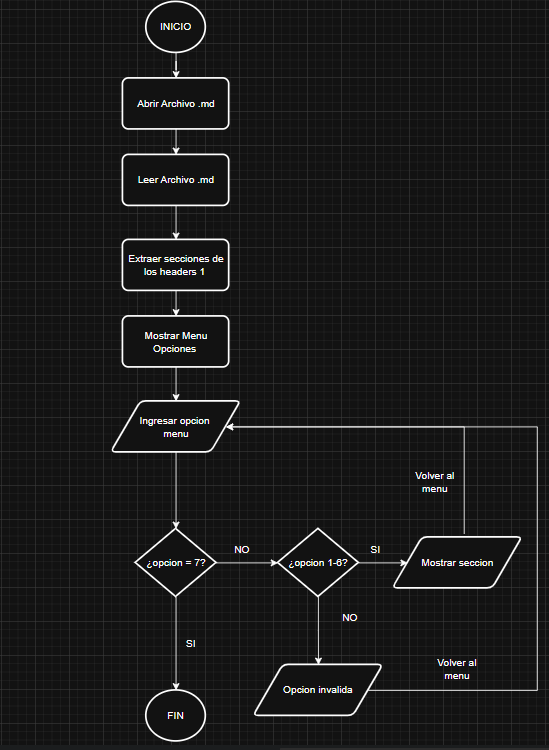 INICIO
Abrir Archivo .md
Leer Archivo .md
Extraer secciones de
los headers 1
Mostrar Menu
Opciones
Ingresar opcion
menu
Volver al
menu
¿opcion = 7?
NO
¿opcion 1-6?
SI
Mostrar seccion
NO
SI
Volver al
menu
Opcion invalida
FIN